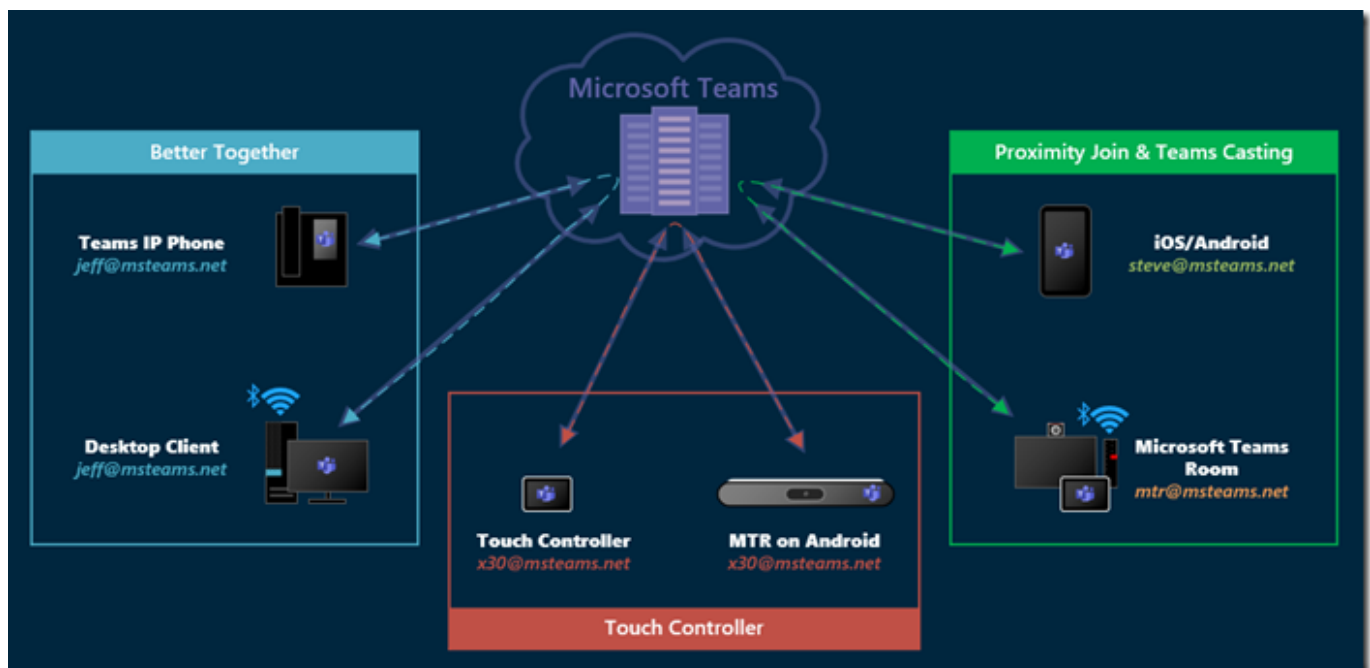 Microsoft Teams
Better Together
Teams IP Phone
jeff@msteams.net
Desktop Client
jeff@msteams.net
Touch Controller
x30@msteams.net
MTR on Android
x30@msteams.net
Touch Controller
Proximity Join & Teams Casting
iOS/Android
steve@msteams.net
Microsoft Teams
Room
mtr@msteams.net